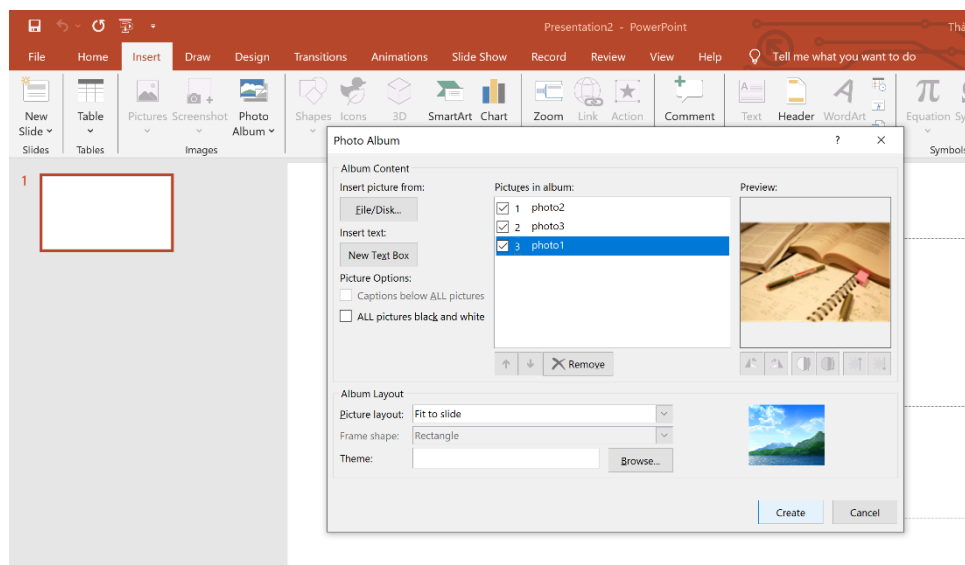 Presentation2 - PowerPoint
File Home Insert Draw Design Transitions Animations Slide Show Record Review View Help Tell me what you want to do
New Slide Table Pictures Screenshot Photo Album Shapes Icons 3D SmartArt Chart Zoom Link Action Comment Text Header WordArt Equation
Slides Tables Images Symbols
1
Photo Album ?
Album Content
Insert picture from: Pictures in album: Preview:
File/Disk...
1 photo2
2 photo3
3 photo1
Insert text:
New Text Box
Picture Options:
Captions below ALL pictures
ALL pictures black and white
Remove
Album Layout
Picture layout: Fit to slide
Frame shape: Rectangle
Theme:
Browse...
Create Cancel